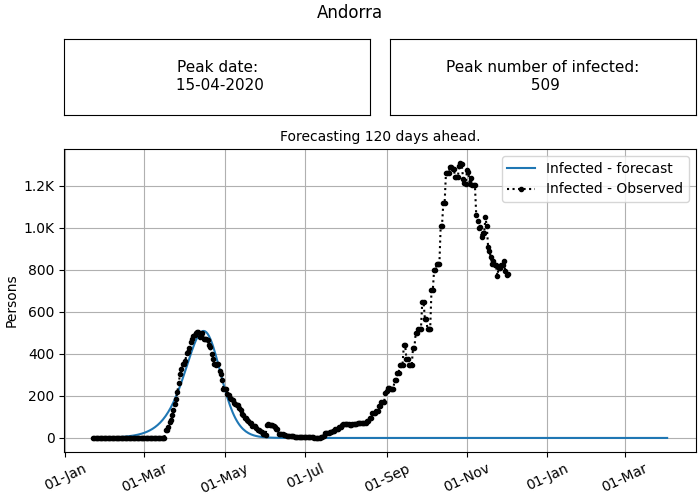 Andorra
Peak date:
15-04-2020
Peak number of infected:
509
Forecasting 120 days ahead.
Infected - forecast
Infected - Observed
1.2K
1.0K
800
600
400
200
0
Persons
01-Jan
01-Mar
01-May
01-Jul
01-Sep
01-Nov
01-Jan
01-Mar